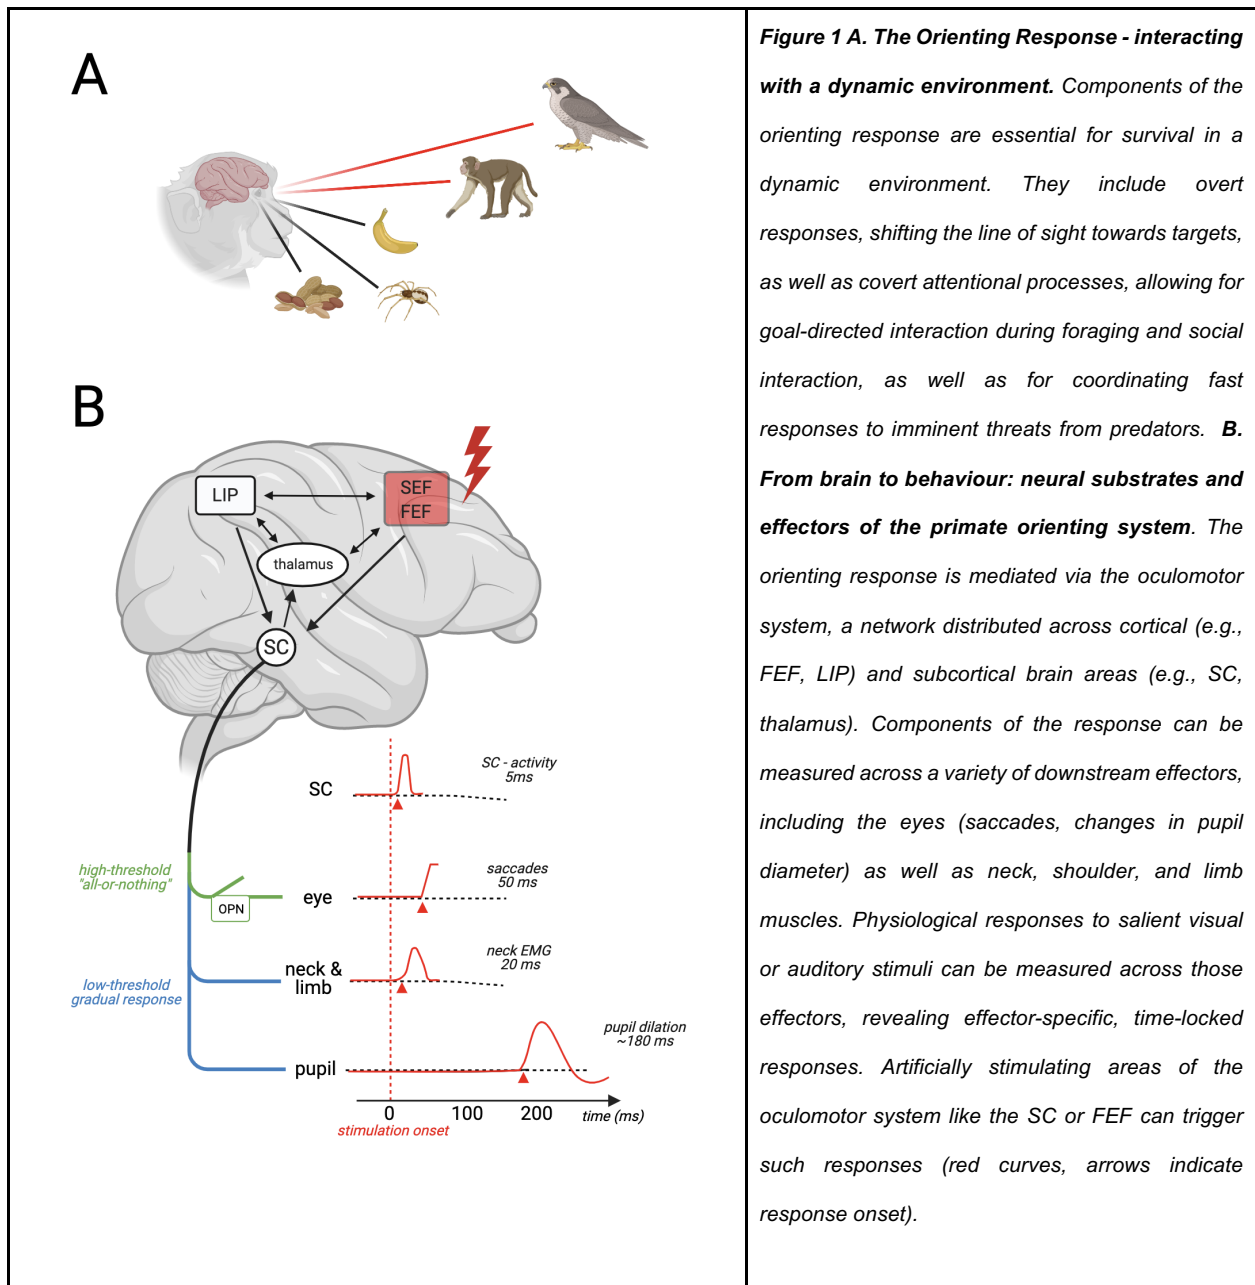 A
B
LIP
SEF
FEF
thalamus
SC
SC
SC - activity
5ms
high-threshold
"all-or-nothing"
OPN
eye
saccades
50 ms
low-threshold
gradual response
neck &
limb
neck EMG
20 ms
pupil
pupil dilation
~180 ms
0 100 200 time (ms)
stimulation onset
Figure 1 A. The Orienting Response - interacting
with a dynamic environment. Components of the
orienting response are essential for survival in a
dynamic environment. They include overt
responses, shifting the line of sight towards targets,
as well as covert attentional processes, allowing for
goal-directed interaction during foraging and social
interaction, as well as for coordinating fast
responses to imminent threats from predators. B.
From brain to behaviour: neural substrates and
effectors of the primate orienting system. The
orienting response is mediated via the oculomotor
system, a network distributed across cortical (e.g.,
FEF, LIP) and subcortical brain areas (e.g., SC,
thalamus). Components of the response can be
measured across a variety of downstream effectors,
including the eyes (saccades, changes in pupil
diameter) as well as neck, shoulder, and limb
muscles. Physiological responses to salient visual
or auditory stimuli can be measured across those
effectors, revealing effector-specific, time-locked
responses. Artificially stimulating areas of the
oculomotor system like the SC or FEF can trigger
such responses (red curves, arrows indicate
response onset).